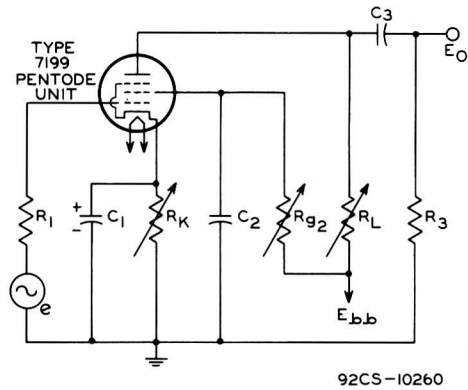 TYPE
7199
PENTODE
UNIT
C3
Eo
R1
+
-
C1
RK
C2
Rg2
RL
R3
e
Ebb
92CS-10260